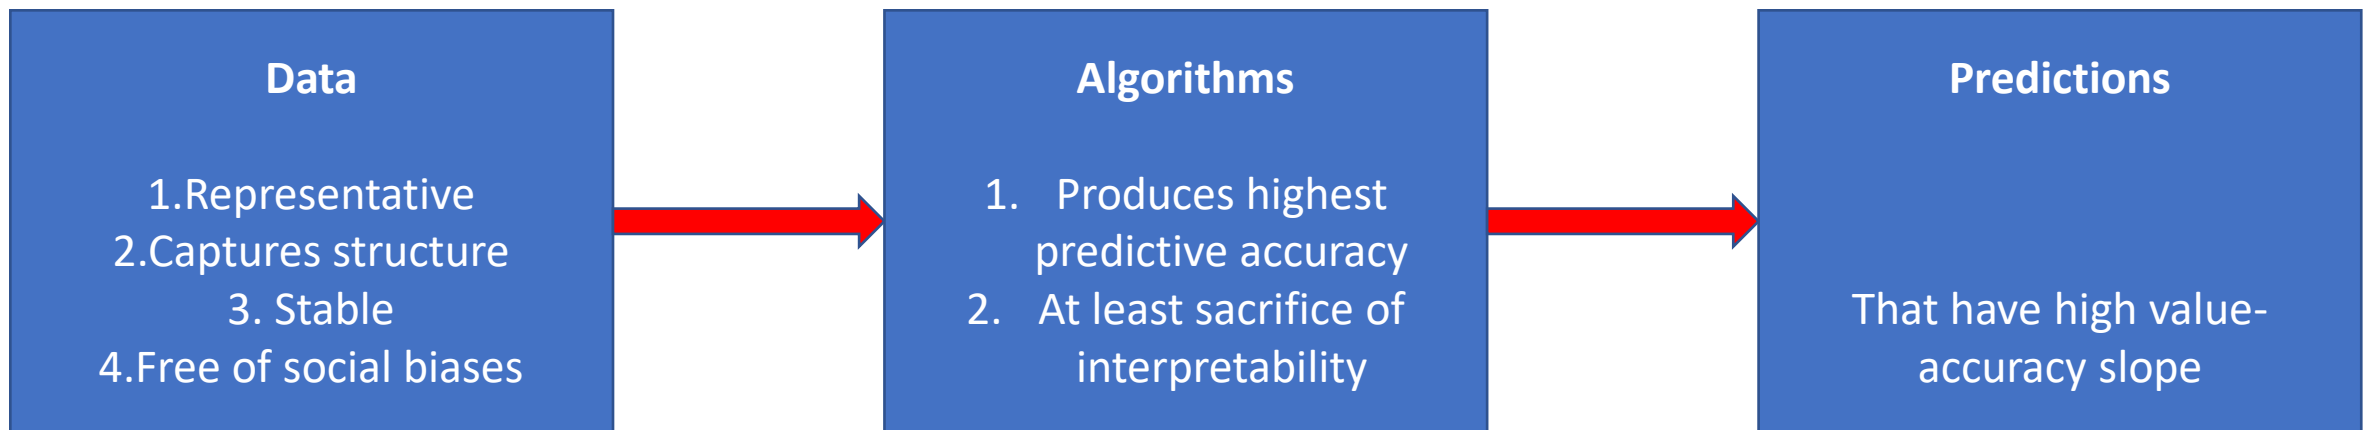 Data
1.Representative
2.Captures structure
3. Stable
4.Free of social biases
Algorithms
1. Produces highest
predictive accuracy
2. At least sacrifice of
interpretability
Predictions
That have high value-
accuracy slope